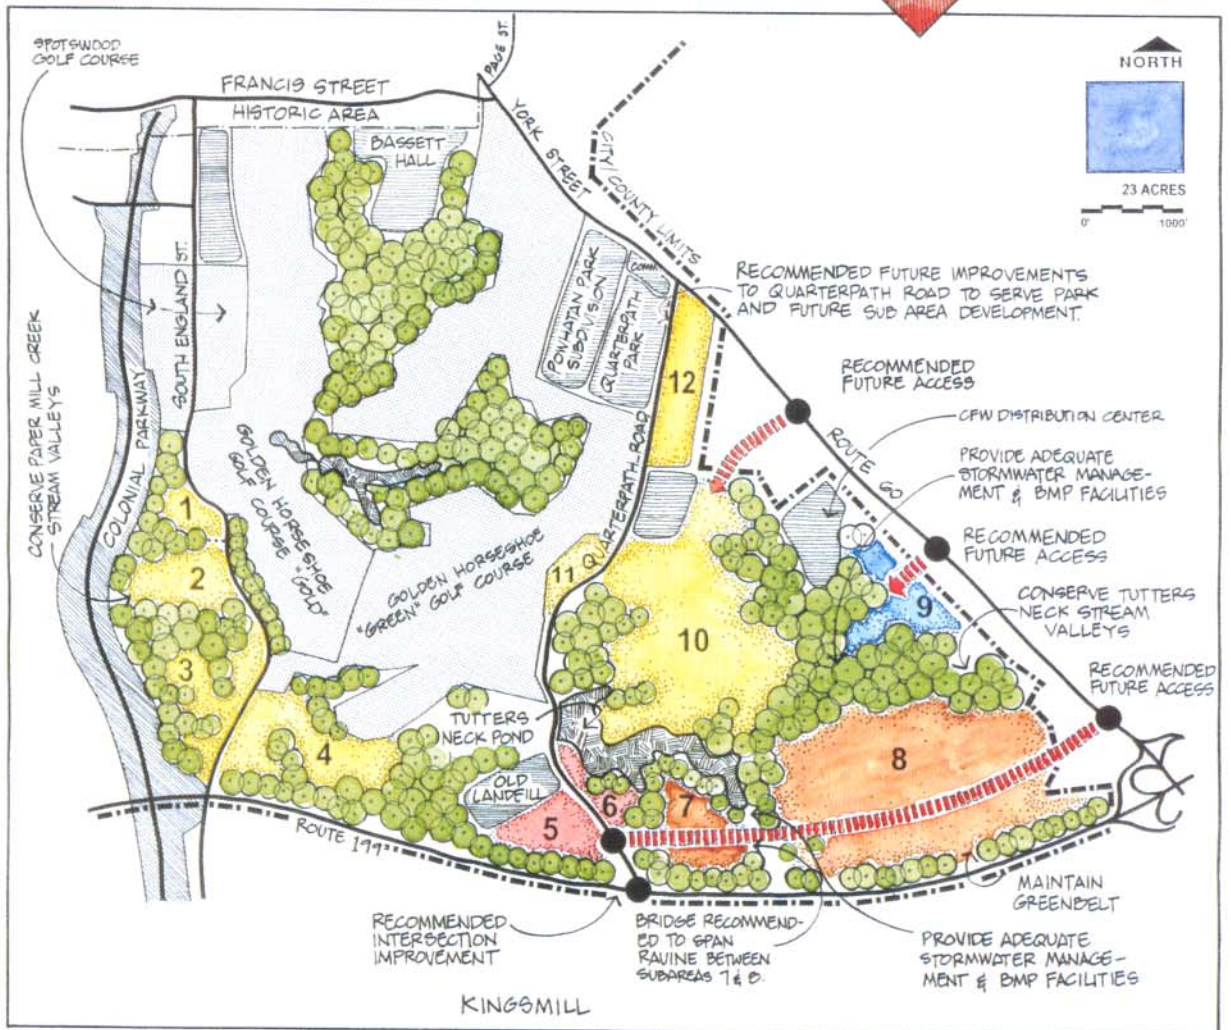 SPOTSWOOD
GOLF COURSE
FRANCIS STREET
HISTORIC AREA
PAGE ST.
YORK STREET
CITY / COUNTY LIMITS
NORTH
23 ACRES
0' 1000'
BASSETT
HALL
SOUTH ENGLAND ST.
COLONIAL PARKWAY
CONSERVE PAPER MILL CREEK
STREAM VALLEYS
POWHATAN PARK
SUBDIVISION
QUARTERPATH
PARK
COMM.
RECOMMENDED FUTURE IMPROVEMENTS
TO QUARTERPATH ROAD TO SERVE PARK
AND FUTURE SUB AREA DEVELOPMENT.
12
RECOMMENDED
FUTURE ACCESS
CFW DISTRIBUTION CENTER
ROUTE 60
PROVIDE ADEQUATE
STORMWATER MANAGE-
MENT & BMP FACILITIES
RECOMMENDED
FUTURE ACCESS
CONSERVE TUTTERS
NECK STREAM
VALLEYS
RECOMMENDED
FUTURE ACCESS
QUARTERPATH ROAD
GOLDEN HORSESHOE
GOLF COURSE
"GOLD"
GOLDEN HORSESHOE
"GREEN" GOLF COURSE
1
2
3
4
11
10
9
8
TUTTERS
NECK POND
OLD
LANDFILL
5
6
7
ROUTE 199
MAINTAIN
GREENBELT
RECOMMENDED
INTERSECTION
IMPROVEMENT
BRIDGE RECOMMEND-
ED TO SPAN
RAVINE BETWEEN
SUBAREAS 7 & 8.
PROVIDE ADEQUATE
STORMWATER MANAGE-
MENT & BMP FACILITIES
KINGSMILL